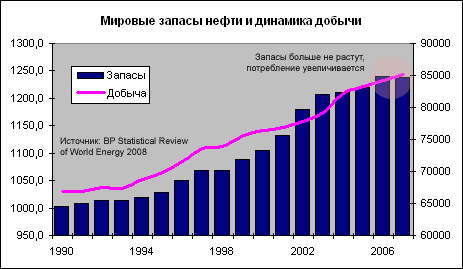 Мировые запасы нефти и динамика добычи
1300,0
1250,0
1200,0
1150,0
1100,0
1050,0
1000,0
950,0
90000
85000
80000
75000
70000
65000
60000
Запасы больше не растут,
потребление увеличивается
Запасы
Добыча
Источник: BP Statistical Review
of World Energy 2008
1990
1994
1998
2002
2006